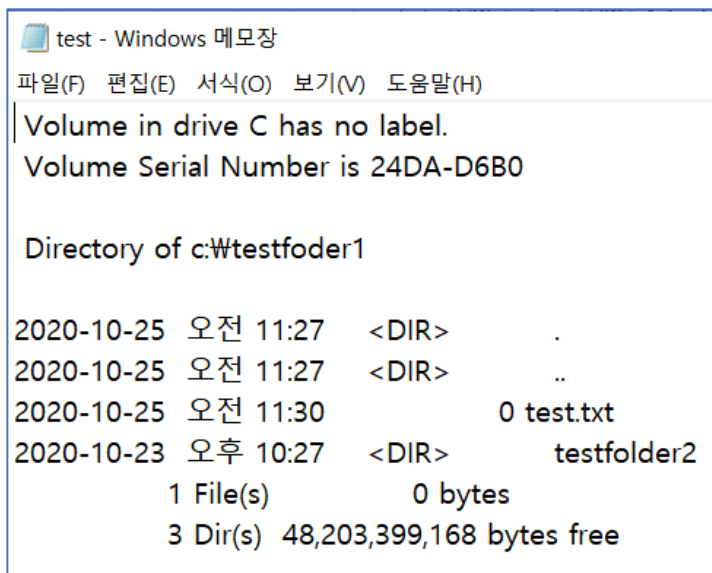 test - Windows 메모장
파일(F) 편집(E) 서식(O) 보기(V) 도움말(H)
Volume in drive C has no label.
Volume Serial Number is 24DA-D6B0
Directory of c:₩testfoder1
2020-10-25 오전 11:27 <DIR> .
2020-10-25 오전 11:27 <DIR> ..
2020-10-25 오전 11:30 0 test.txt
2020-10-23 오후 10:27 <DIR> testfolder2
1 File(s) 0 bytes
3 Dir(s) 48,203,399,168 bytes free